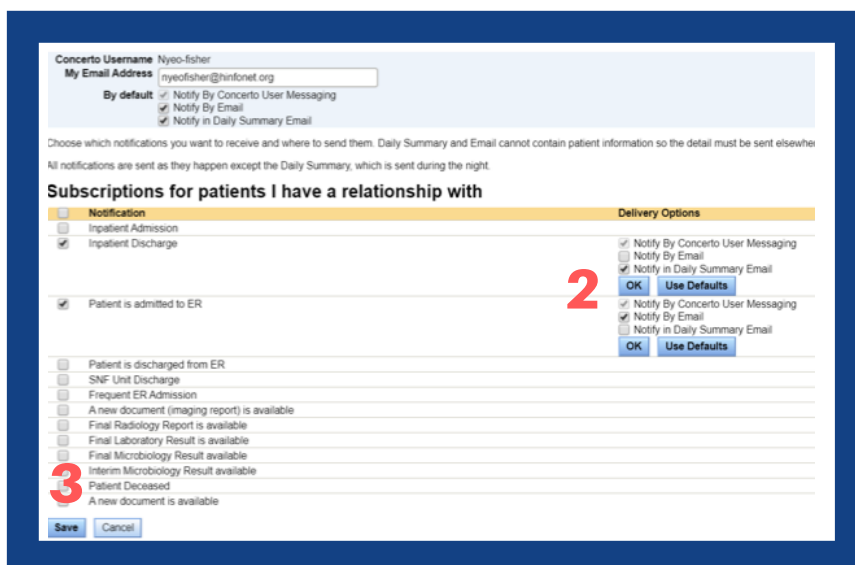 Concerto Username Nyeo-fisher
My Email Address nyeofisher@hinfonet.org
By default Notify By Concerto User Messaging
Notify By Email
Notify in Daily Summary Email
Choose which notifications you want to receive and where to send them. Daily Summary and Email cannot contain patient information so the detail must be sent
All notifications are sent as they happen except the Daily Summary, which is sent during the night.
Subscriptions for patients I have a relationship with
Notification Delivery Options
Inpatient Admission
Inpatient Discharge Notify By Concerto User Messaging
Notify By Email
Notify in Daily Summary Email
2
OK Use Defaults
Patient is admitted to ER Notify By Concerto User Messaging
Notify By Email
Notify in Daily Summary Email
OK Use Defaults
Patient is discharged from ER
SNF Unit Discharge
Frequent ER Admission
A new document (imaging report) is available
Final Radiology Report is available
Final Laboratory Result is available
Final Microbiology Result available
Interim Microbiology Result available
3
Patient Deceased
A new document is available
Save Cancel